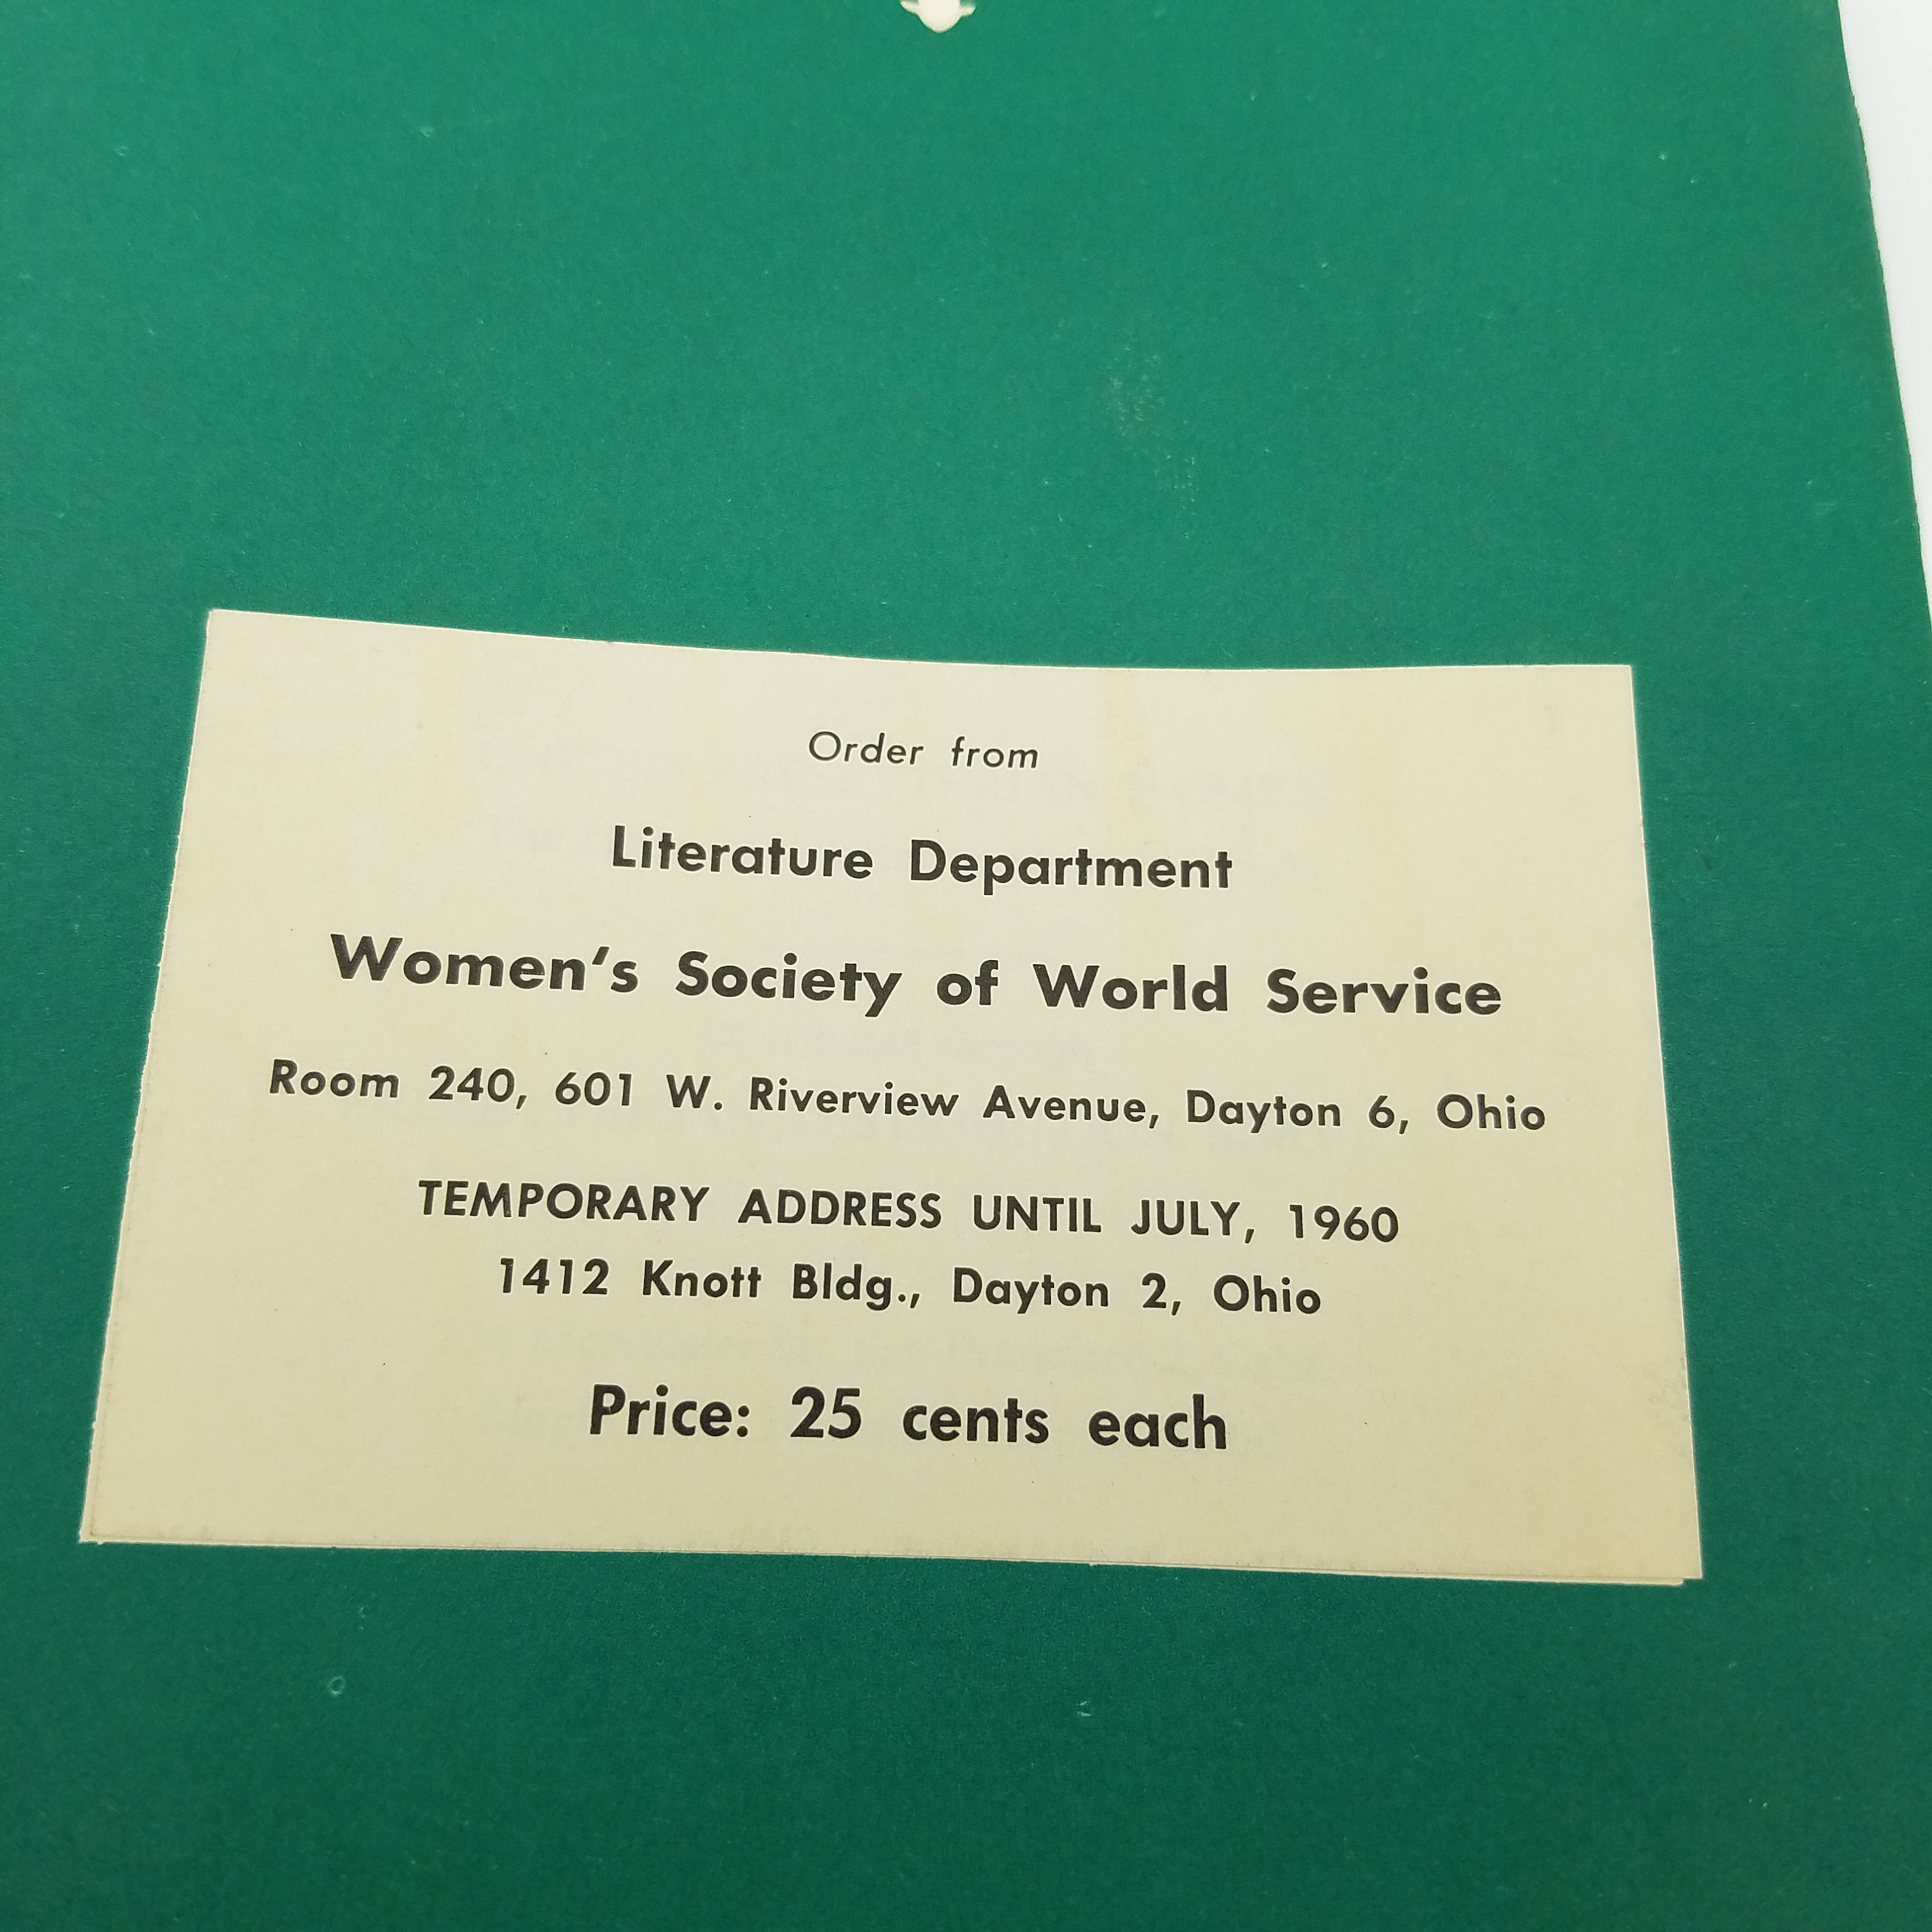 Order from
Literature Department
Women's Society of World Service
Room 240, 601 W. Riverview Avenue, Dayton 6, Ohio
TEMPORARY ADDRESS UNTIL JULY, 1960
1412 Knott Bldg., Dayton 2, Ohio
Price: 25 cents each